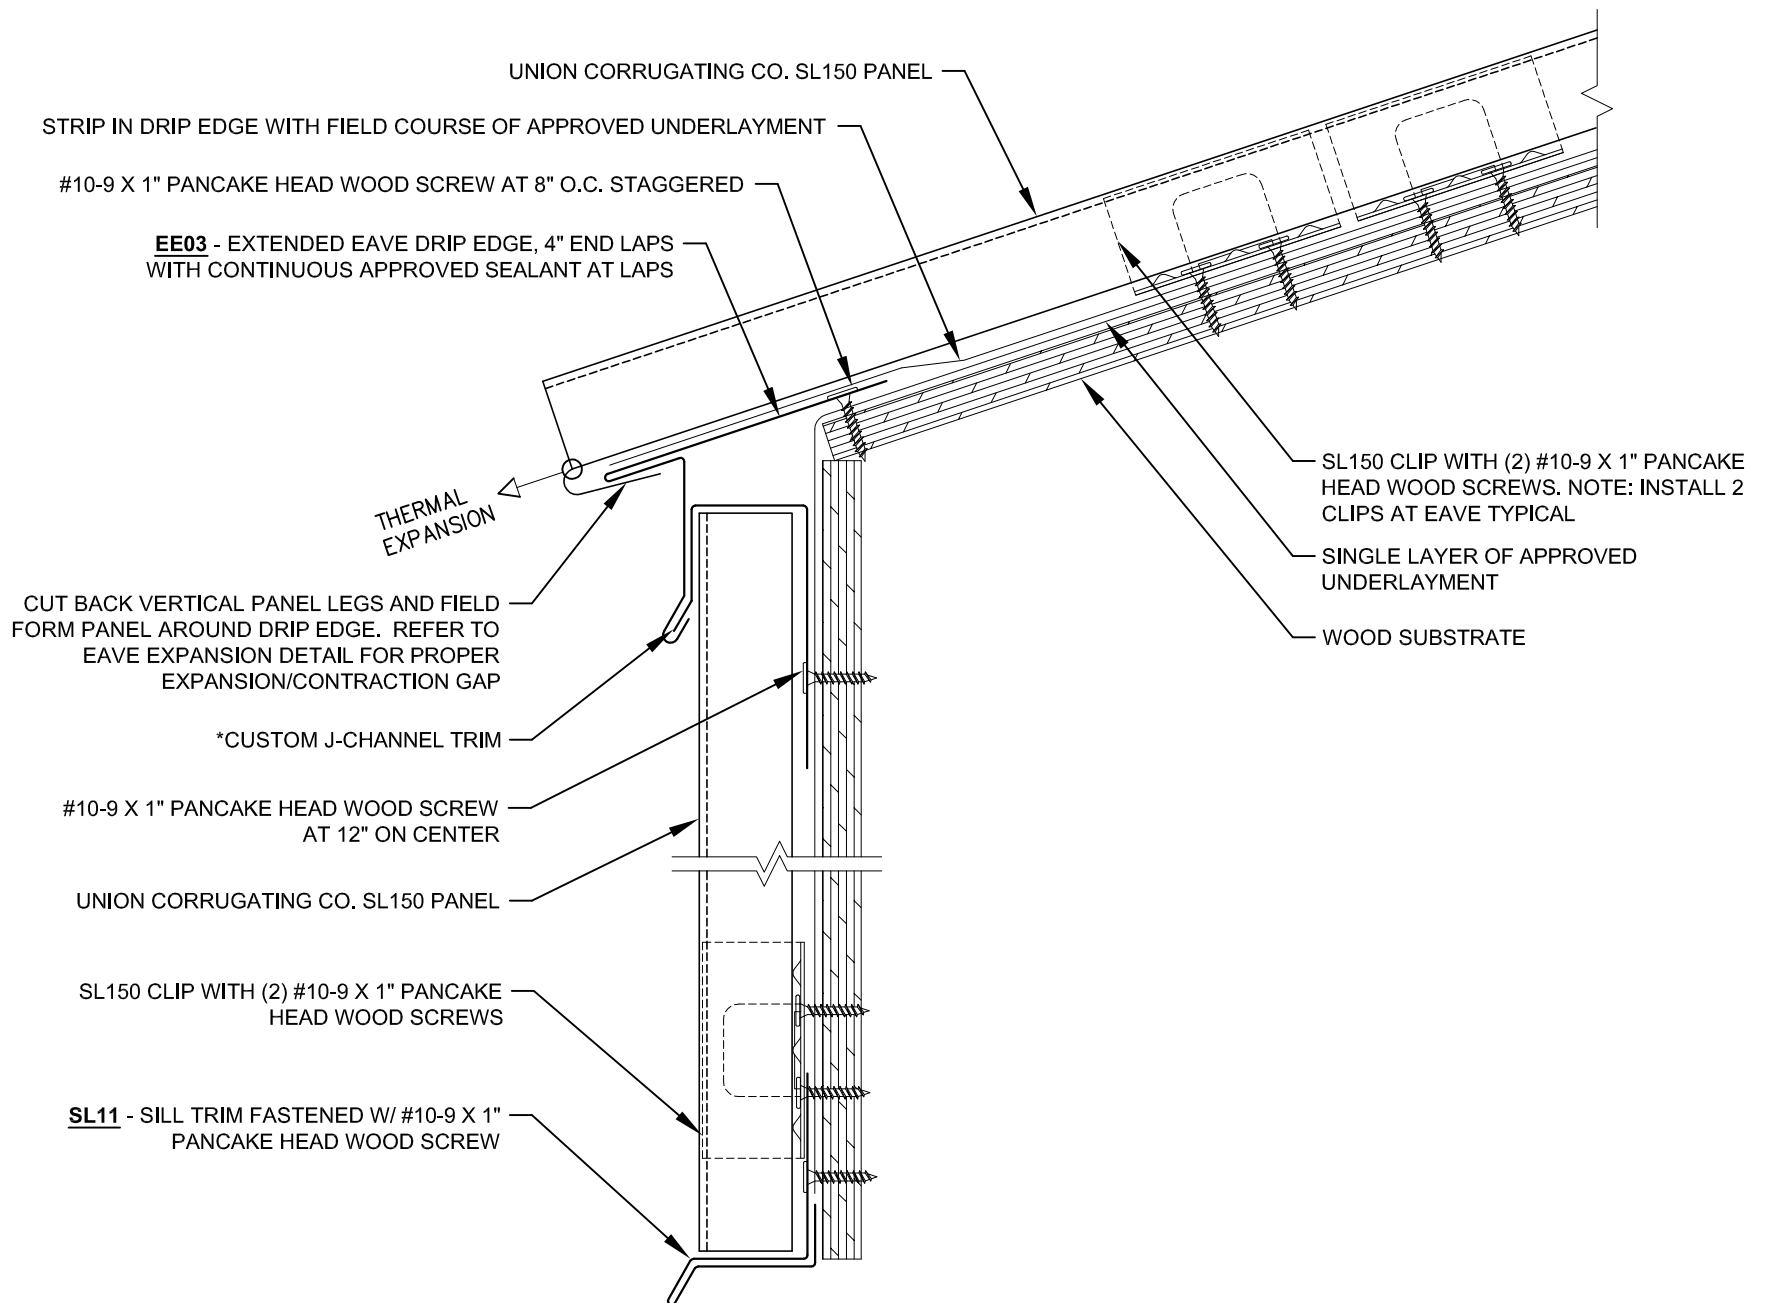 UNION CORRUGATING CO. SL150 PANEL
STRIP IN DRIP EDGE WITH FIELD COURSE OF APPROVED UNDERLAYMENT
#10-9 X 1" PANCAKE HEAD WOOD SCREW AT 8" O.C. STAGGERED
EE03 - EXTENDED EAVE DRIP EDGE, 4" END LAPS
WITH CONTINUOUS APPROVED SEALANT AT LAPS
THERMAL
EXPANSION
CUT BACK VERTICAL PANEL LEGS AND FIELD
FORM PANEL AROUND DRIP EDGE. REFER TO
EAVE EXPANSION DETAIL FOR PROPER
EXPANSION/CONTRACTION GAP
*CUSTOM J-CHANNEL TRIM
#10-9 X 1" PANCAKE HEAD WOOD SCREW
AT 12" ON CENTER
UNION CORRUGATING CO. SL150 PANEL
SL150 CLIP WITH (2) #10-9 X 1" PANCAKE
HEAD WOOD SCREWS
SL11 - SILL TRIM FASTENED W/ #10-9 X 1"
PANCAKE HEAD WOOD SCREW
SL150 CLIP WITH (2) #10-9 X 1" PANCAKE
HEAD WOOD SCREWS. NOTE: INSTALL 2
CLIPS AT EAVE TYPICAL
SINGLE LAYER OF APPROVED
UNDERLAYMENT
WOOD SUBSTRATE